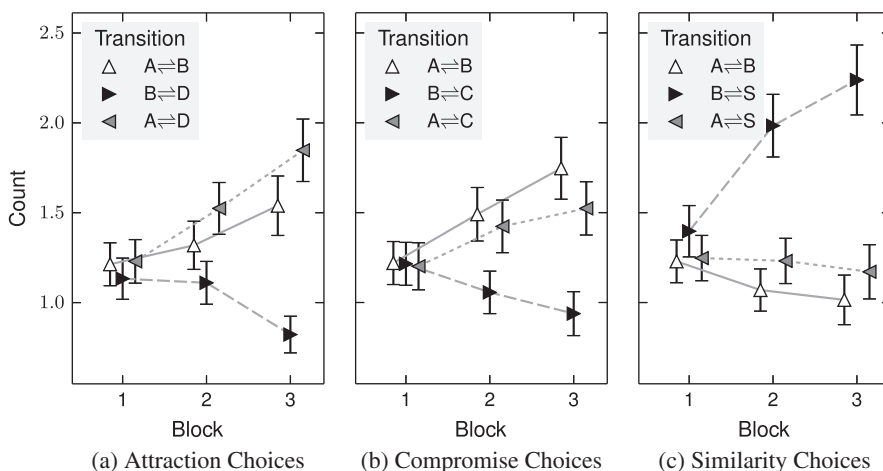 Count
2.5
2.0
1.5
1.0
Transition
A⇌B
B⇌D
A⇌D
1 2 3
Block
(a) Attraction Choices
Transition
A⇌B
B⇌C
A⇌C
1 2 3
Block
(b) Compromise Choices
Transition
A⇌B
B⇌S
A⇌S
1 2 3
Block
(c) Similarity Choices